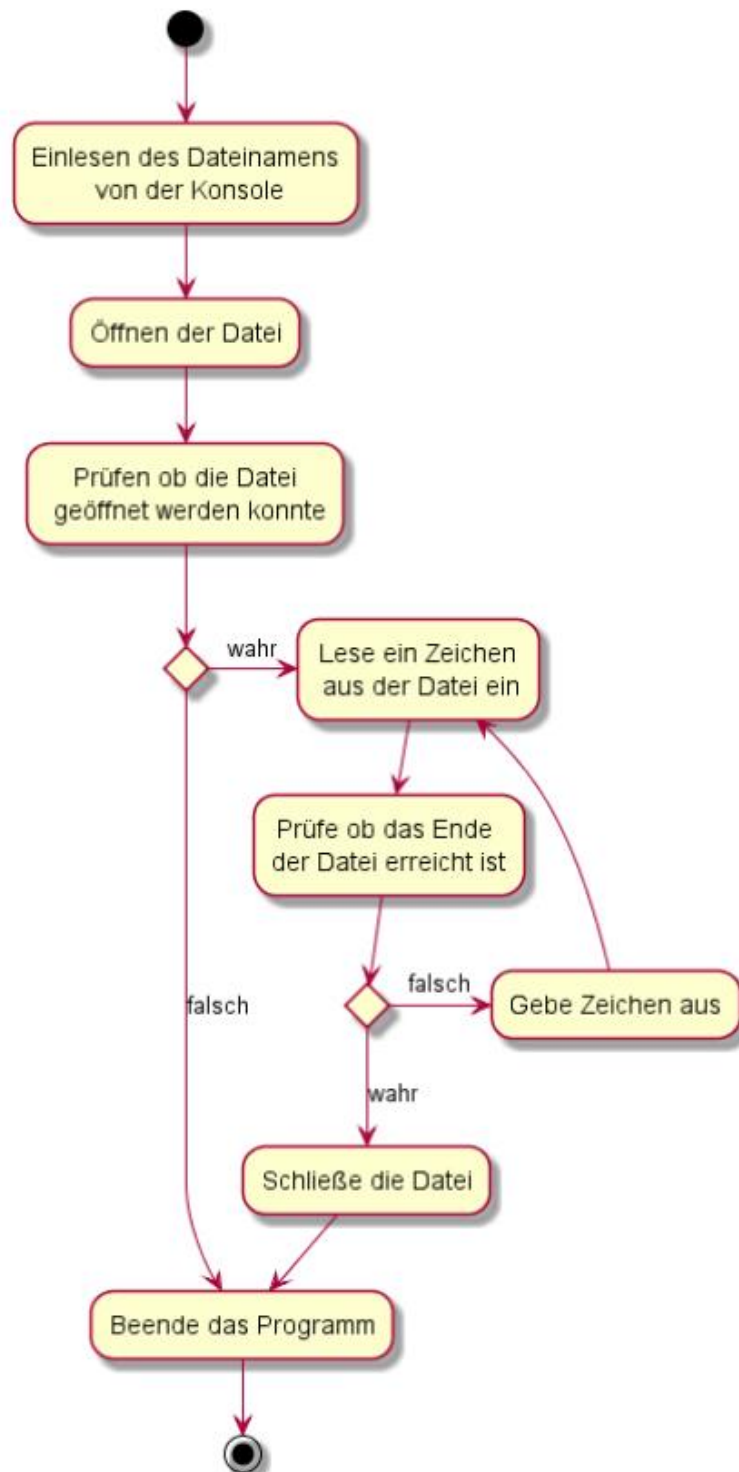 Einlesen des Dateinamens
von der Konsole
Öffnen der Datei
Prüfen ob die Datei
geöffnet werden konnte
wahr
Lese ein Zeichen
aus der Datei ein
Prüfe ob das Ende
der Datei erreicht ist
falsch
Gebe Zeichen aus
falsch
wahr
Schließe die Datei
Beende das Programm